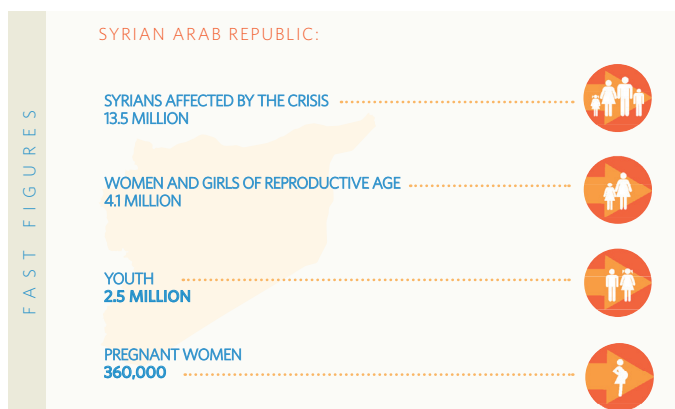 FAST FIGURES
SYRIAN ARAB REPUBLIC:
SYRIANS AFFECTED BY THE CRISIS
13.5 MILLION
WOMEN AND GIRLS OF REPRODUCTIVE AGE
4.1 MILLION
YOUTH
2.5 MILLION
PREGNANT WOMEN
360,000